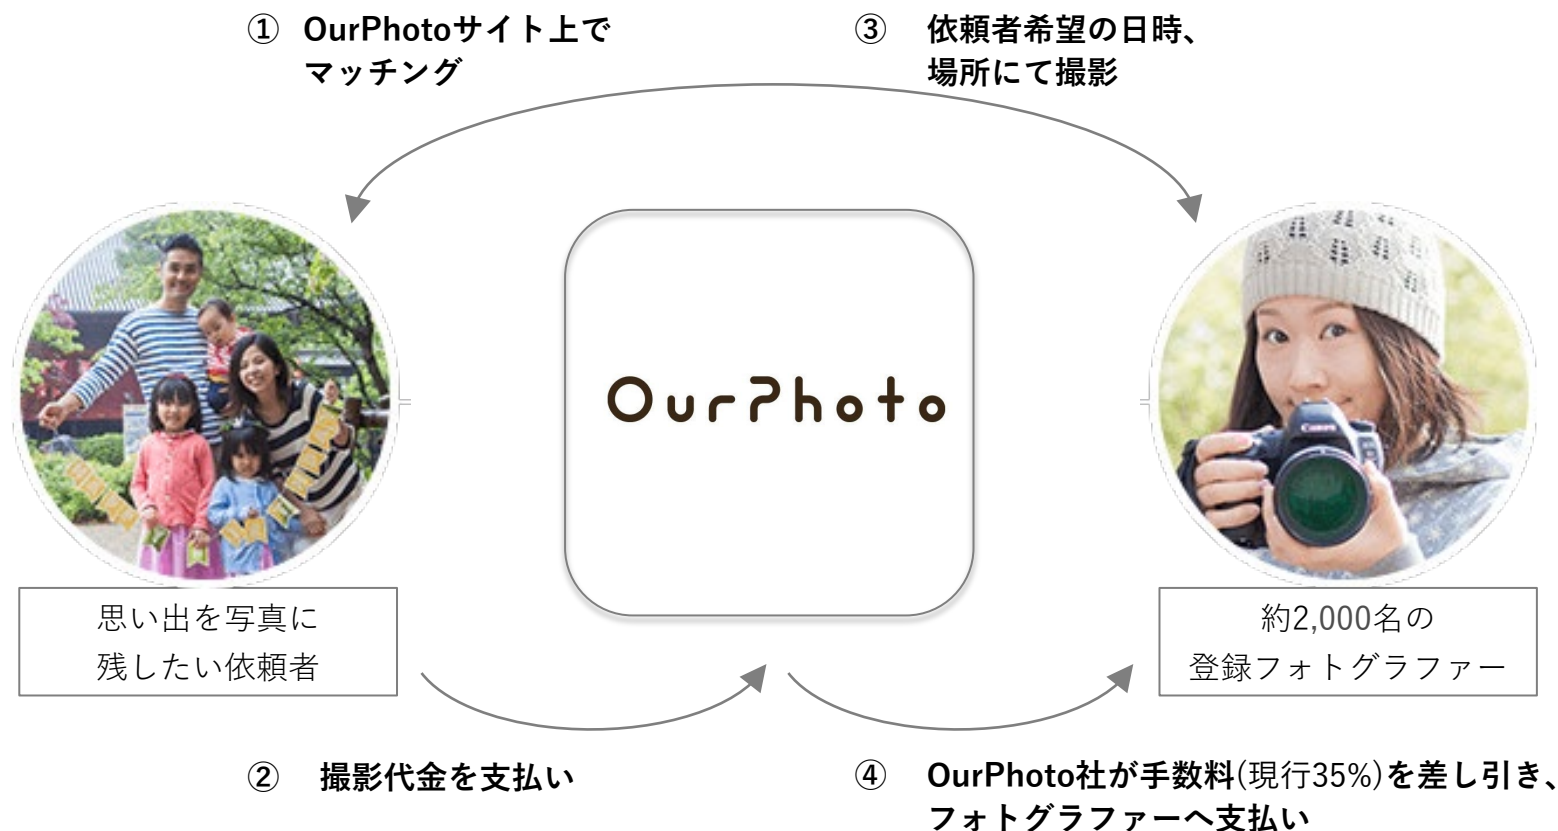 ① OurPhotoサイト上で
マッチング
③ 依頼者希望の日時、
場所にて撮影
OurPhoto
Canon
思い出を写真に
残したい依頼者
約2,000名の
登録フォトグラファー
② 撮影代金を支払い
④ OurPhoto社が手数料(現行35%)を差し引き、
フォトグラファーへ支払い